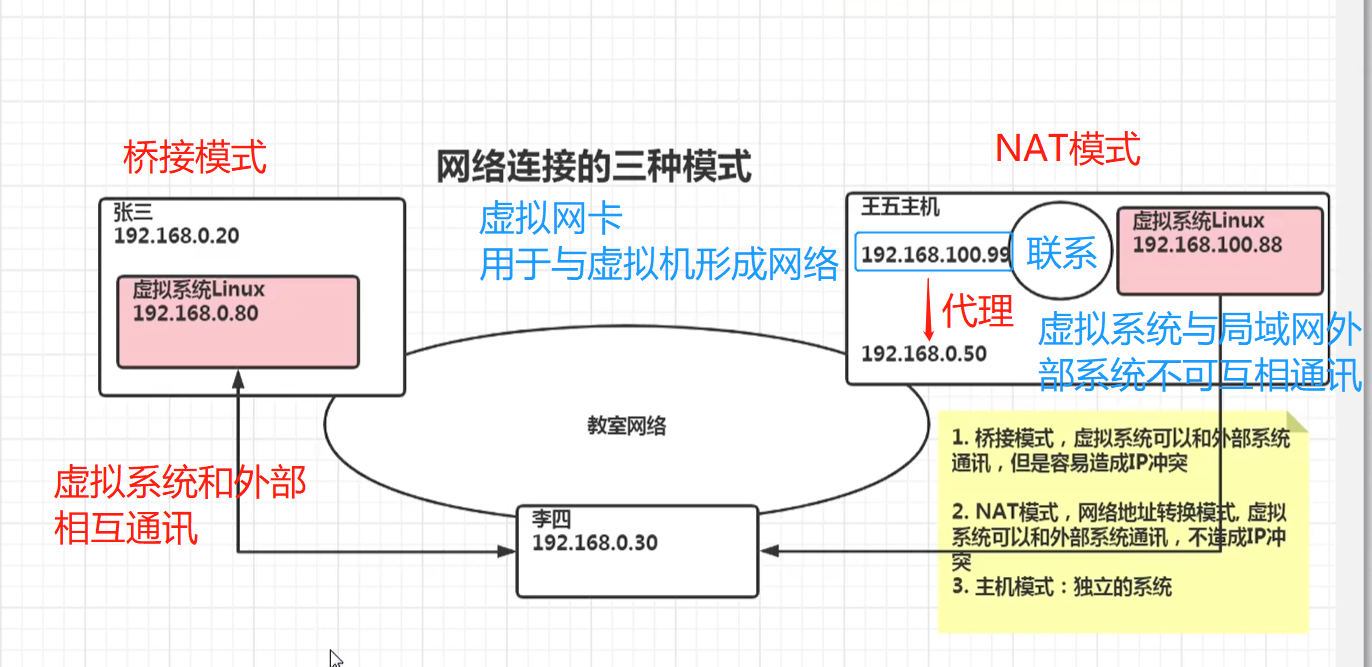 桥接模式
网络连接的三种模式
NAT模式
张三
192.168.0.20
虚拟系统Linux
192.168.0.80
虚拟网卡
用于与虚拟机形成网络
王五主机
192.168.100.99
联系
虚拟系统Linux
192.168.100.88
代理
192.168.0.50
虚拟系统与局域网外
部系统不可互相通讯
教室网络
虚拟系统和外部
相互通讯
李四
192.168.0.30
1. 桥接模式，虚拟系统可以和外部系统
通讯，但是容易造成IP冲突
2. NAT模式，网络地址转换模式, 虚拟
系统可以和外部系统通讯，不造成IP冲
突
3. 主机模式：独立的系统